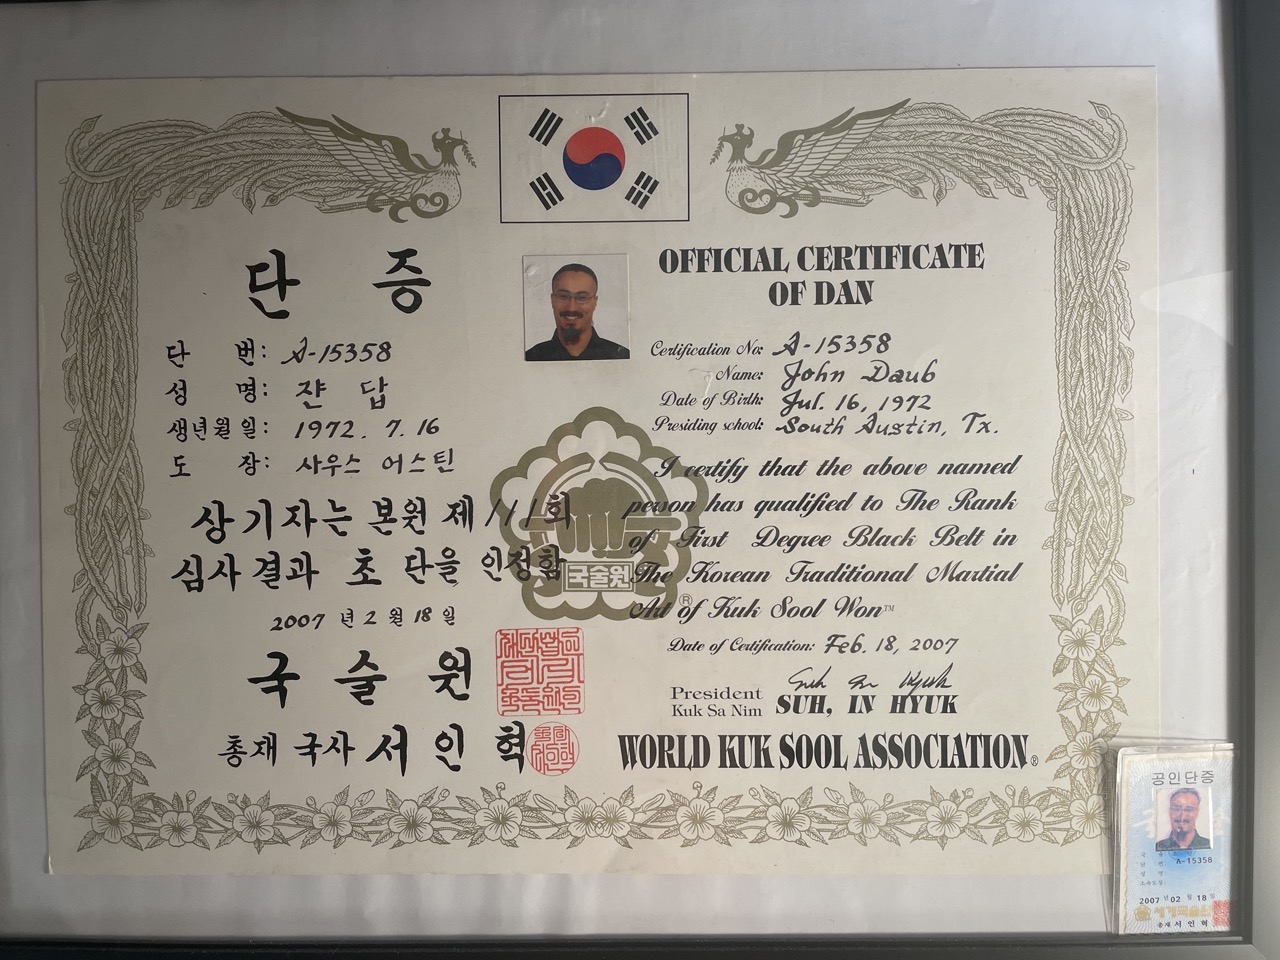 단 증
단 번: A-15358
성 명: 쟌 답
생년월일: 1972. 7. 16
도 장: 사우스 어스틴
상기자는 본원 제111회
심사결과 초 단을 인정함
2007 년 2 월 18 일
국 술 원
총재 국사 서 인 혁
국술원
®
OFFICIAL CERTIFICATE
OF DAN
Certification No: A-15358
Name: John Daub
Date of Birth: Jul. 16, 1972
Presiding school: South Austin, Tx.
I certify that the above named
person has qualified to The Rank
of First Degree Black Belt in
The Korean Traditional Martial
Art of Kuk Sool Won™
Date of Certification: Feb. 18, 2007
Suh In Hyuk
President
Kuk Sa Nim
SUH, IN HYUK
WORLD KUK SOOL ASSOCIATION®
공인단증
A-15358
2007 년 02 월 18 일
총재 서인혁